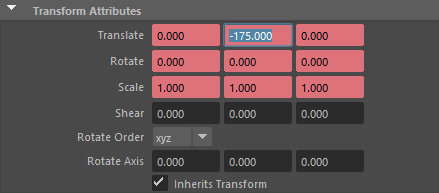 Transform Attributes
Translate 0.000 -175.000 0.000
Rotate 0.000 0.000 0.000
Scale 1.000 1.000 1.000
Shear 0.000 0.000 0.000
Rotate Order xyz
Rotate Axis 0.000 0.000 0.000
Inherits Transform